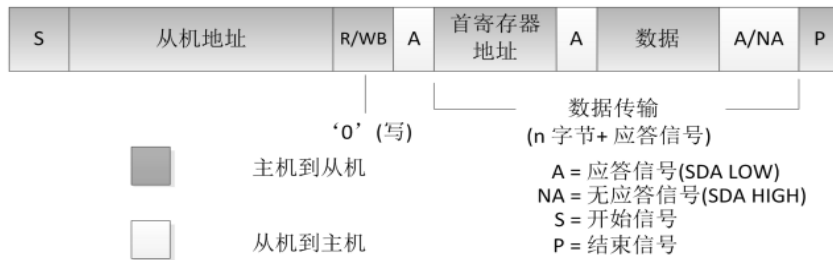 S 从机地址 R/WB A 首寄存器地址 A 数据 A/NA P
‘0’ (写)
数据传输
(n 字节+ 应答信号)
主机到从机
A = 应答信号(SDA LOW)
NA = 无应答信号(SDA HIGH)
S = 开始信号
从机到主机
P = 结束信号